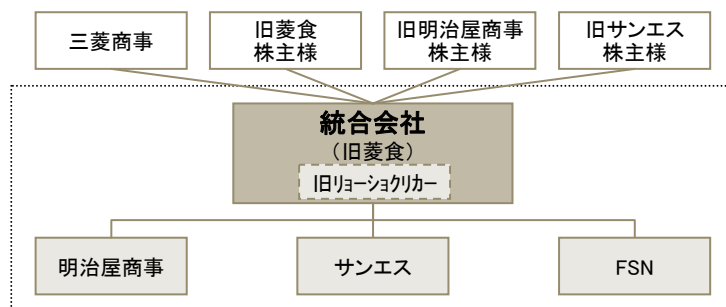 三菱商事
旧菱食
株主様
旧明治屋商事
株主様
旧サンエス
株主様
統合会社
（旧菱食）
旧リョーショクリカー
明治屋商事
サンエス
FSN